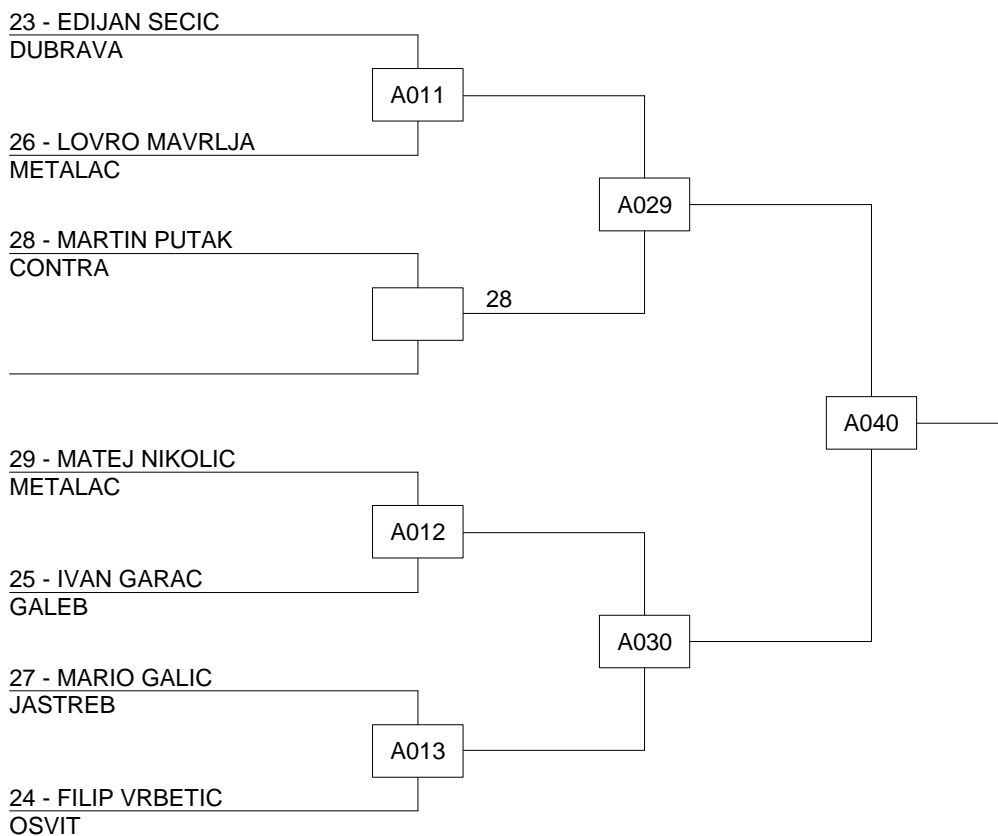 23 - EDIJAN SECIC
DUBRAVA
A011
26 - LOVRO MAVRLJA
METALAC
A029
28 - MARTIN PUTAK
CONTRA
28
A040
29 - MATEJ NIKOLIC
METALAC
A012
25 - IVAN GARAC
GALEB
A030
27 - MARIO GALIC
JASTREB
A013
24 - FILIP VRBETIC
OSVIT